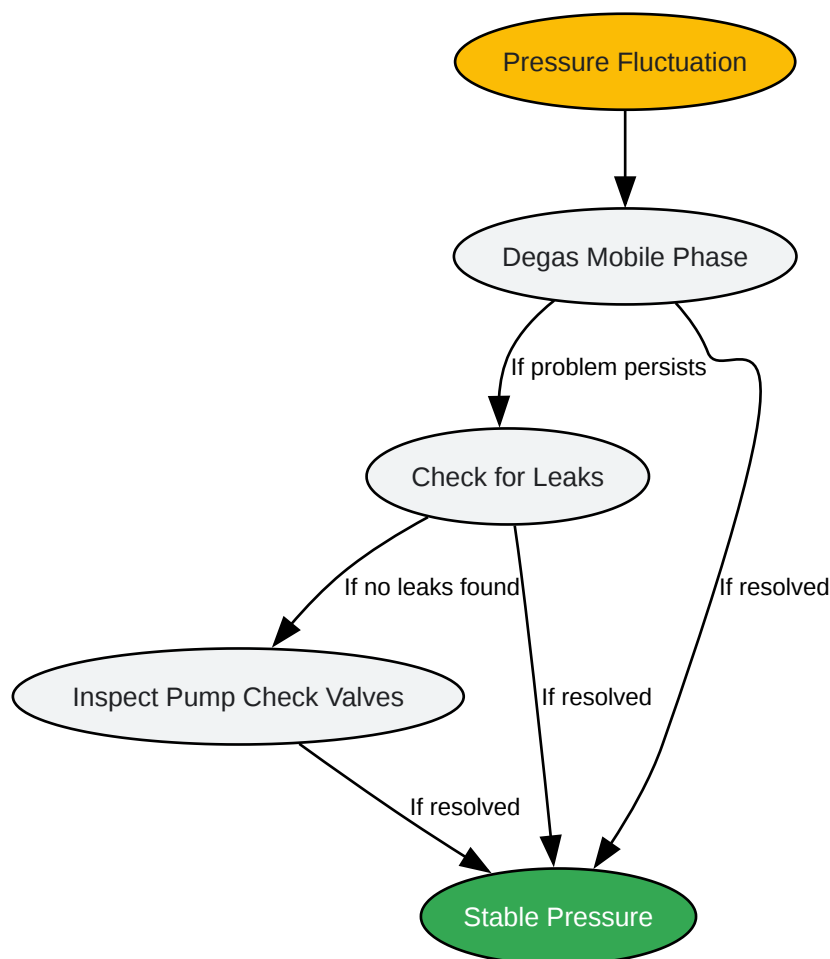 Pressure Fluctuation
Degas Mobile Phase
If problem persists
Check for Leaks
If no leaks found
If resolved
Inspect Pump Check Valves
If resolved
If resolved
Stable Pressure